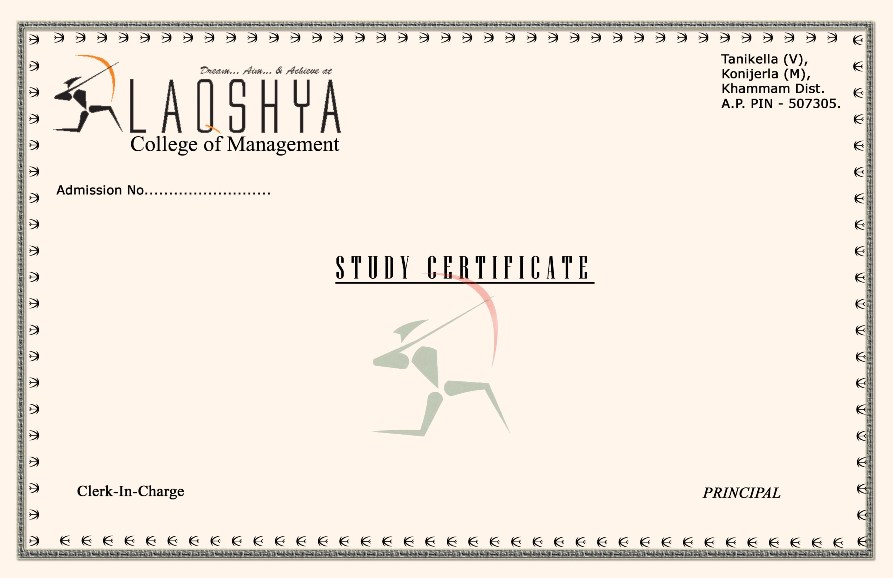 Dream... Aim... & Achieve at
LAQSHYA
College of Management
Tanikella (V),
Konijerla (M),
Khammam Dist.
A.P. PIN - 507305.
Admission No..........................
STUDY CERTIFICATE
Clerk-In-Charge
PRINCIPAL